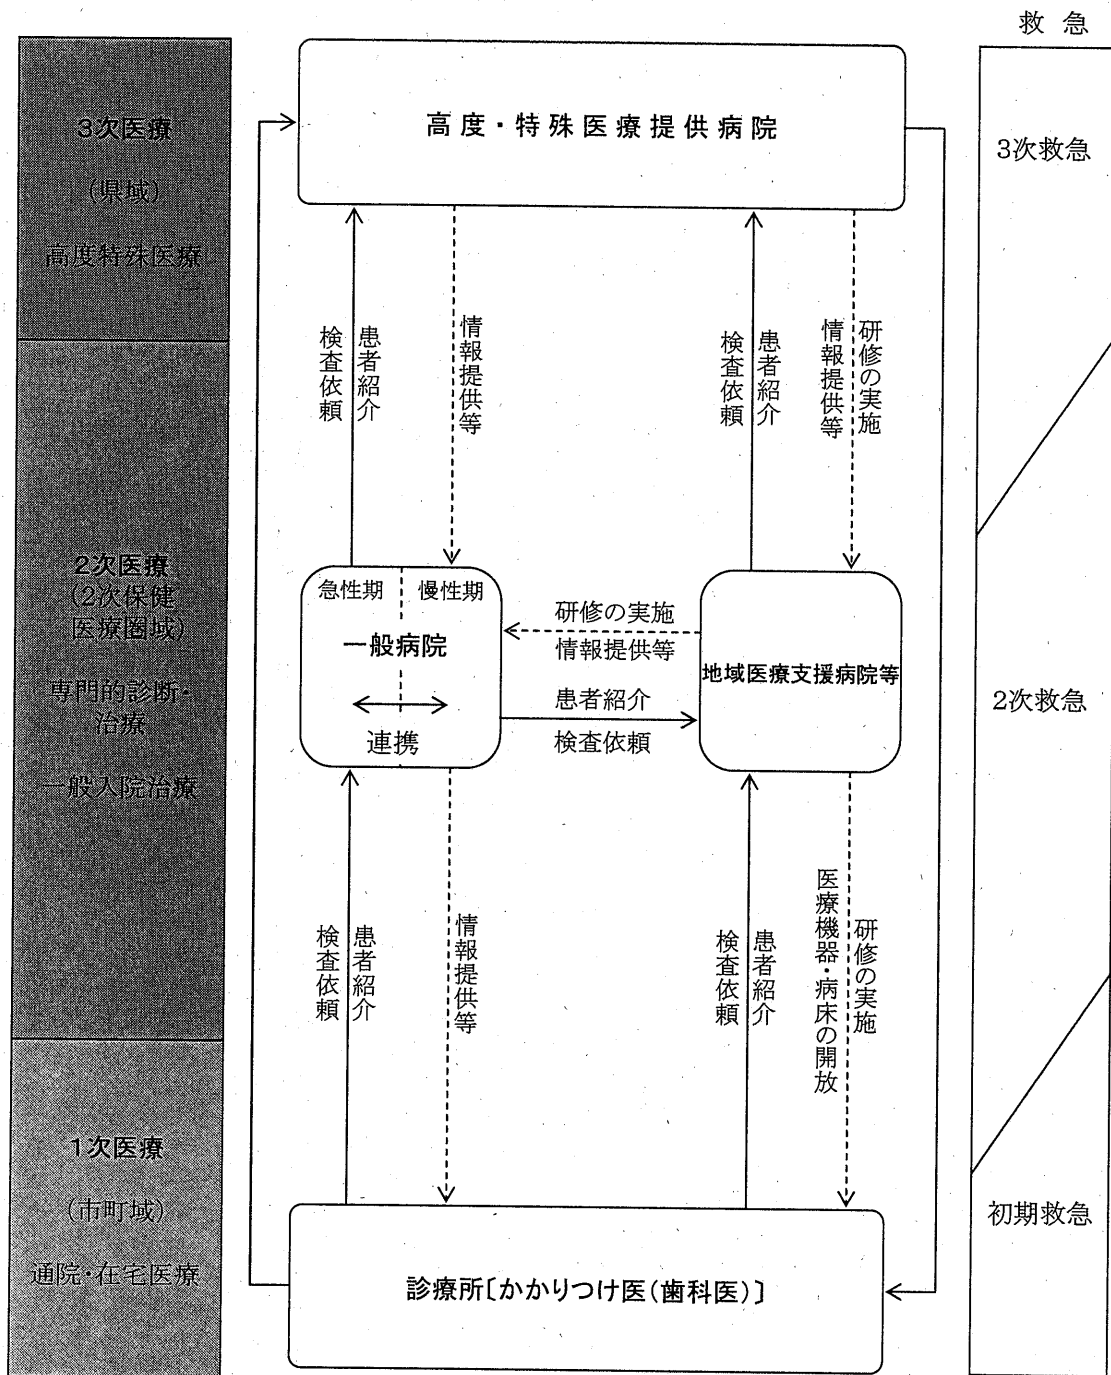 救急
3次医療
(県域)
高度特殊医療
2次医療
(2次保健
医療圏域)
専門的診断・
治療
一般入院治療
1次医療
(市町域)
通院・在宅医療
高度・特殊医療提供病院
検査依頼
患者紹介
情報提供等
検査依頼
患者紹介
情報提供等
研修の実施
急性期
慢性期
一般病院
連携
研修の実施
情報提供等
患者紹介
検査依頼
地域医療支援病院等
検査依頼
患者紹介
情報提供等
検査依頼
患者紹介
医療機器・病床の開放
研修の実施
診療所〔かかりつけ医(歯科医)〕
3次救急
2次救急
初期救急